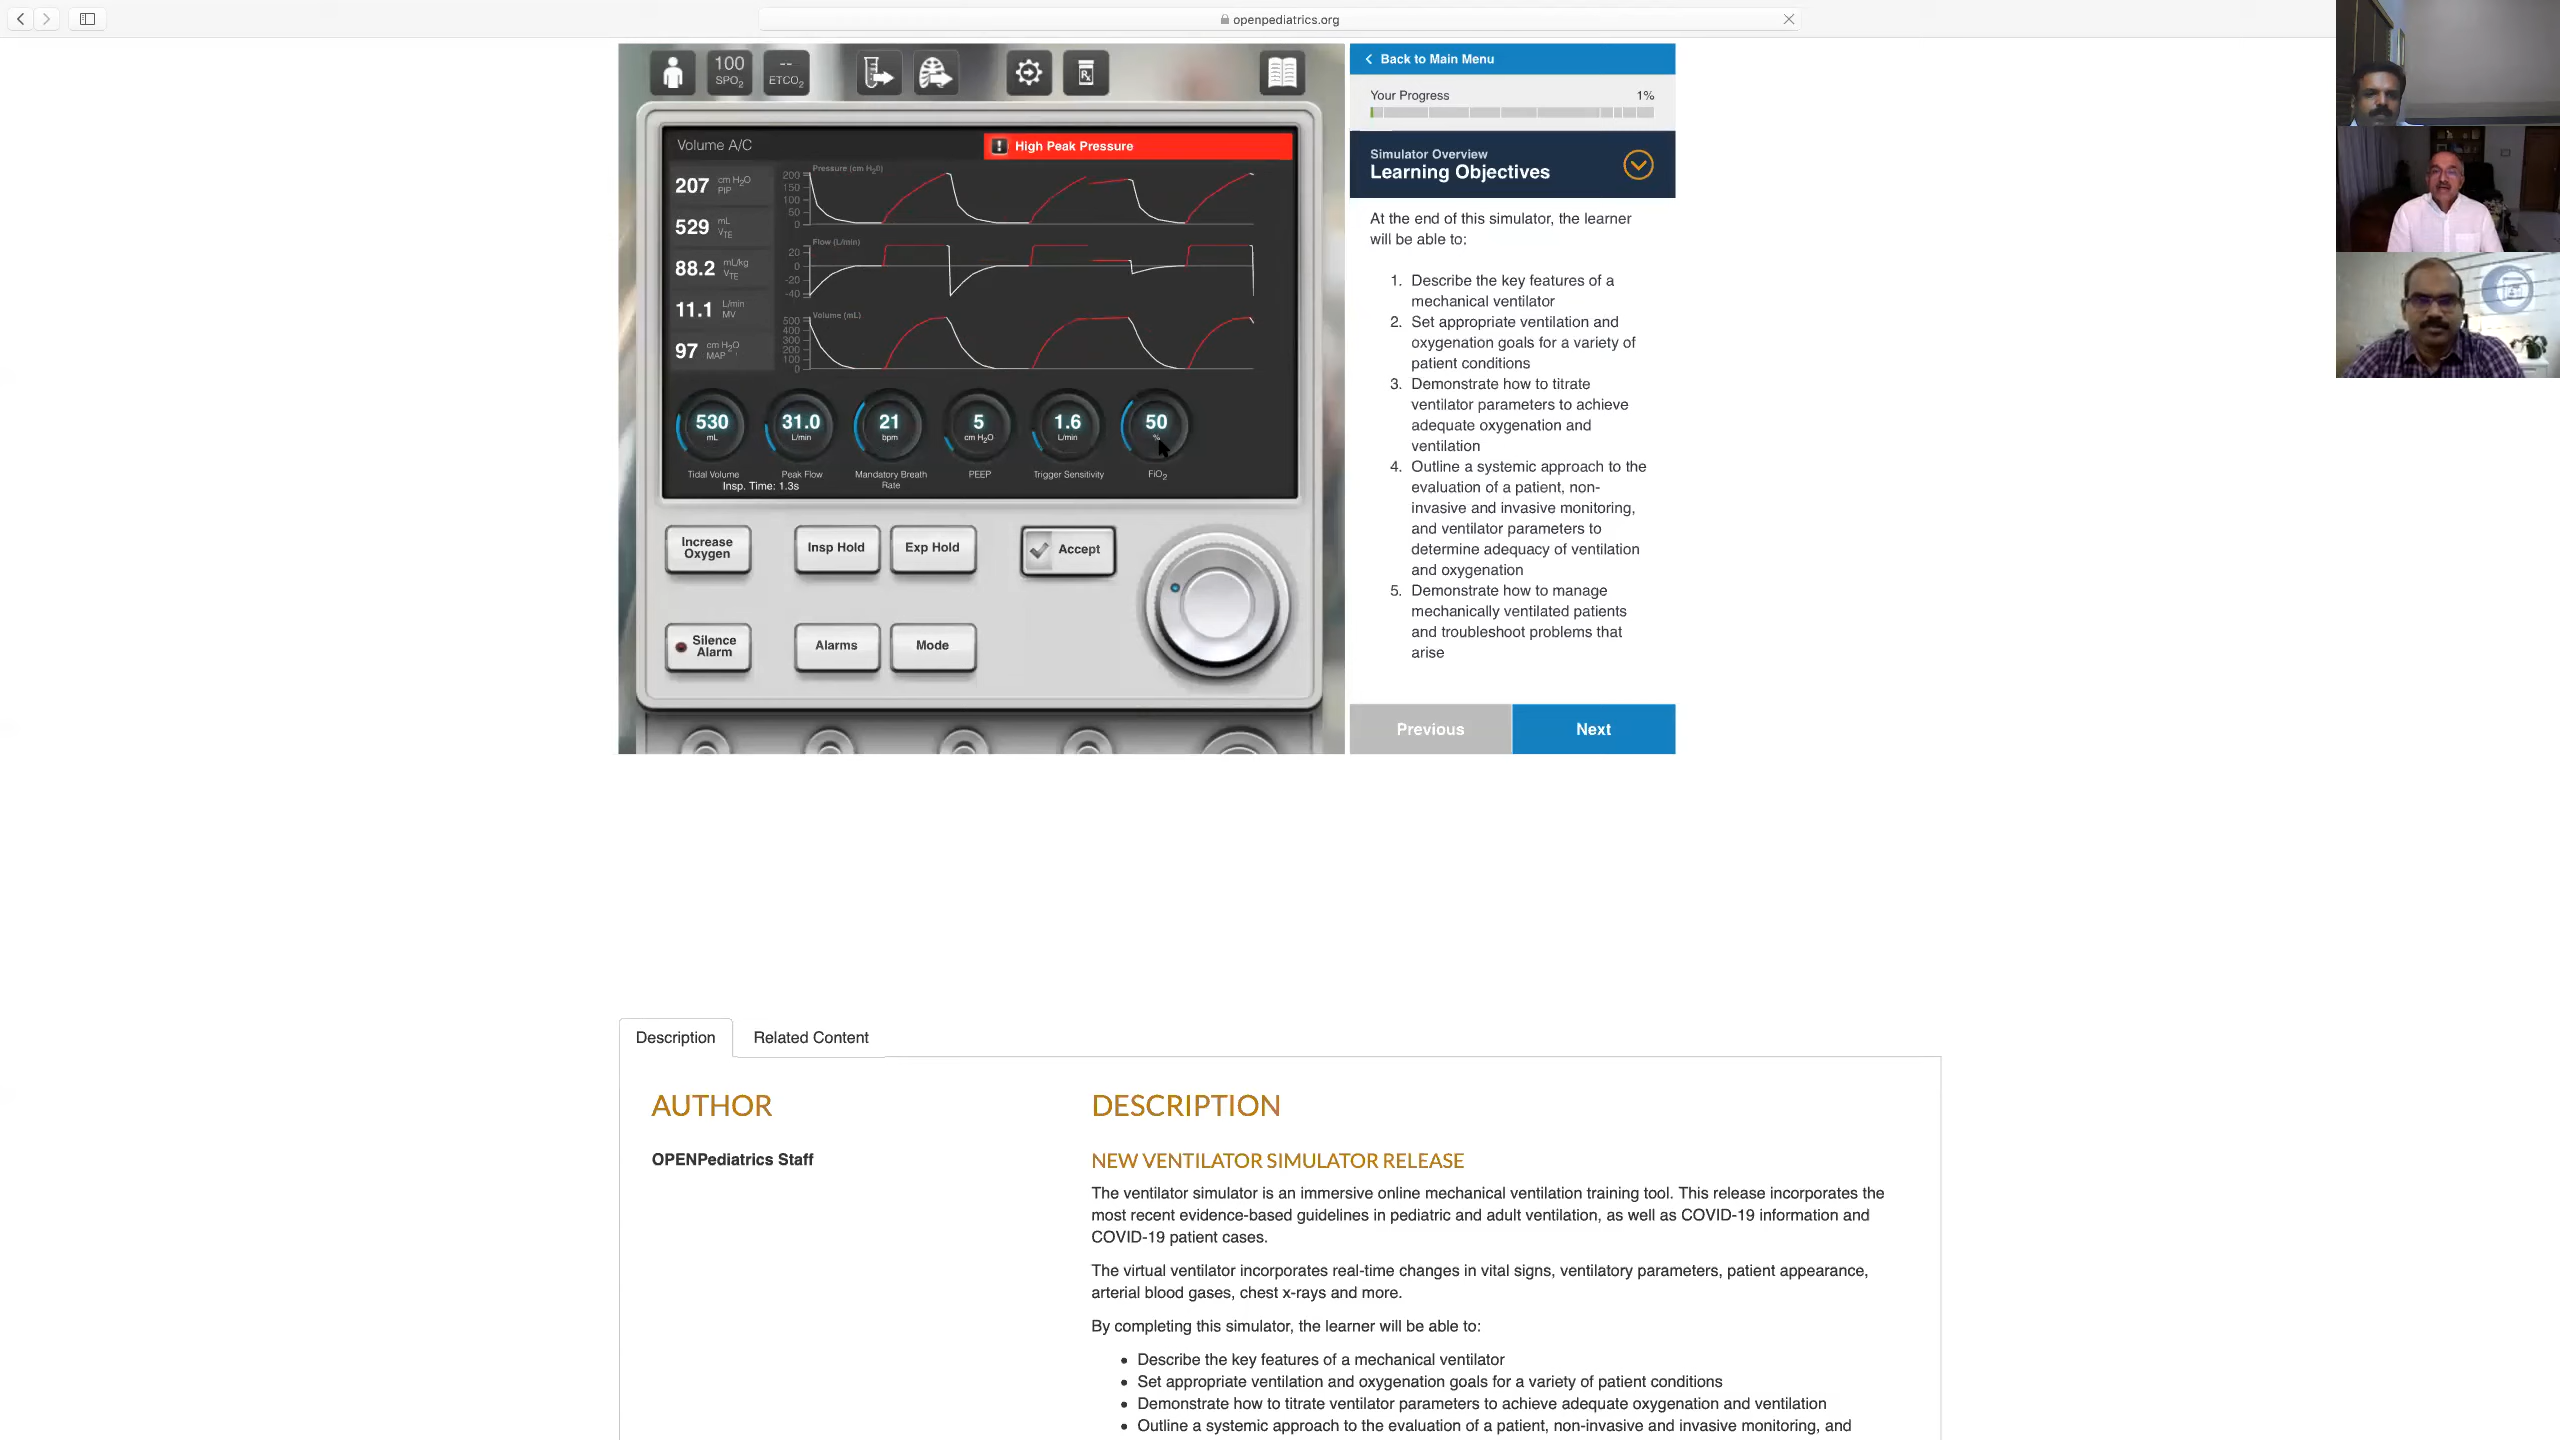 openpediatrics.org
100
SPO2
--
ETCO2
Back to Main Menu
Your Progress 1%
Simulator Overview
Learning Objectives
Volume A/C
! High Peak Pressure
207 cm H2O
PIP
529 mL
VTE
88.2 mL/kg
VTE
11.1 L/min
MV
97 cm H2O
MAP
Pressure (cm H2O)
200
150
100
50
0
Flow (L/min)
20
0
-20
-40
Volume (mL)
500
400
300
200
100
0
530 31.0 21 5 1.6 50
mL L/min bpm cm H2O L/min %
Tidal Volume Peak Flow Mandatory Breath Rate PEEP Trigger Sensitivity FiO2
Insp. Time: 1.3s
Increase
Oxygen
Insp Hold
Exp Hold
Accept
Silence
Alarm
Alarms
Mode
At the end of this simulator, the learner
will be able to:
1. Describe the key features of a
mechanical ventilator
2. Set appropriate ventilation and
oxygenation goals for a variety of
patient conditions
3. Demonstrate how to titrate
ventilator parameters to achieve
adequate oxygenation and
ventilation
4. Outline a systemic approach to the
evaluation of a patient, non-
invasive and invasive monitoring,
and ventilator parameters to
determine adequacy of ventilation
and oxygenation
5. Demonstrate how to manage
mechanically ventilated patients
and troubleshoot problems that
arise
Previous
Next
Description
Related Content
AUTHOR
OPENPediatrics Staff
DESCRIPTION
NEW VENTILATOR SIMULATOR RELEASE
The ventilator simulator is an immersive online mechanical ventilation training tool. This release incorporates the
most recent evidence-based guidelines in pediatric and adult ventilation, as well as COVID-19 information and
COVID-19 patient cases.
The virtual ventilator incorporates real-time changes in vital signs, ventilatory parameters, patient appearance,
arterial blood gases, chest x-rays and more.
By completing this simulator, the learner will be able to:
• Describe the key features of a mechanical ventilator
• Set appropriate ventilation and oxygenation goals for a variety of patient conditions
• Demonstrate how to titrate ventilator parameters to achieve adequate oxygenation and ventilation
• Outline a systemic approach to the evaluation of a patient, non-invasive and invasive monitoring, and